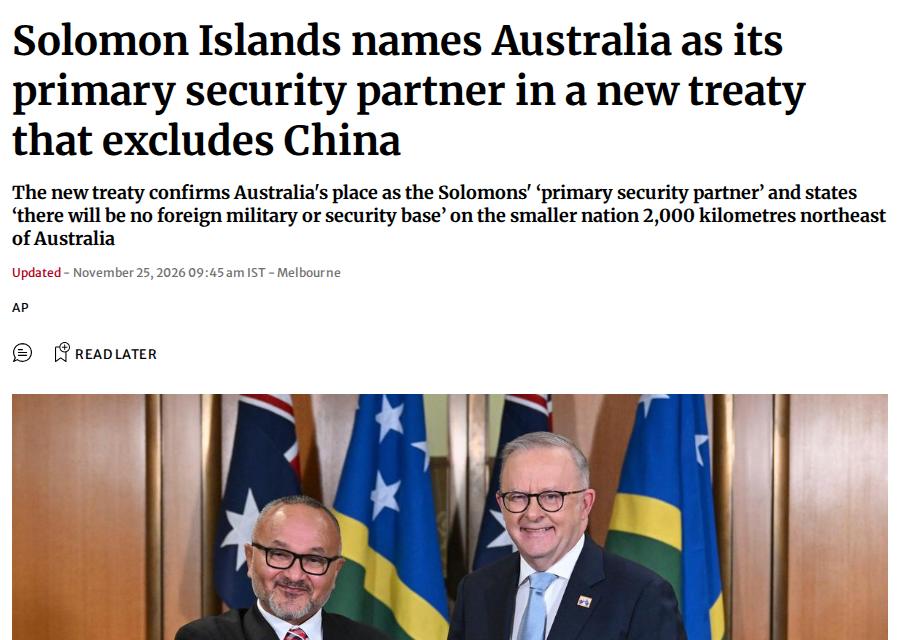 Solomon Islands names Australia as its
primary security partner in a new treaty
that excludes China
The new treaty confirms Australia's place as the Solomons' ‘primary security partner’ and states
‘there will be no foreign military or security base’ on the smaller nation 2,000 kilometres northeast
of Australia
Updated - November 25, 2026 09:45 am IST - Melbourne
AP
READ LATER